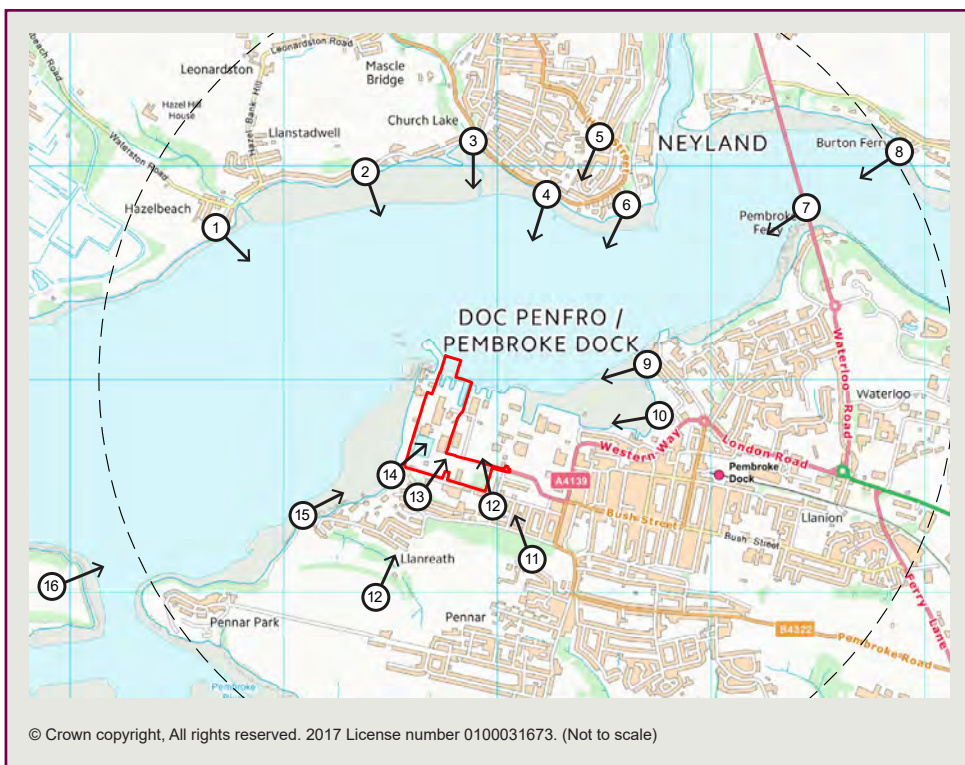 Leonardston Road
Leonardston
Mascle
Bridge
Hazel Hill
House
Hazel Bank Hill
Church Lake
Llanstadwell
Waterston Road
Hazelbeach
NEYLAND
Burton Ferry
Pembroke
Ferry
Street
1
2
3
4
5
6
7
8
DOC PENFRO /
PEMBROKE DOCK
9
10
Waterloo Road
Waterloo
Western Way
London Road
Pembroke
Dock
A4139
Bush Street
Bush Street
Llanion
14
13
12
15
11
Llanreath
12
16
Pennar
Pennar Park
Ferry Lane
B4322
Pembroke Road
Pembroke
© Crown copyright, All rights reserved. 2017 License number 0100031673. (Not to scale)